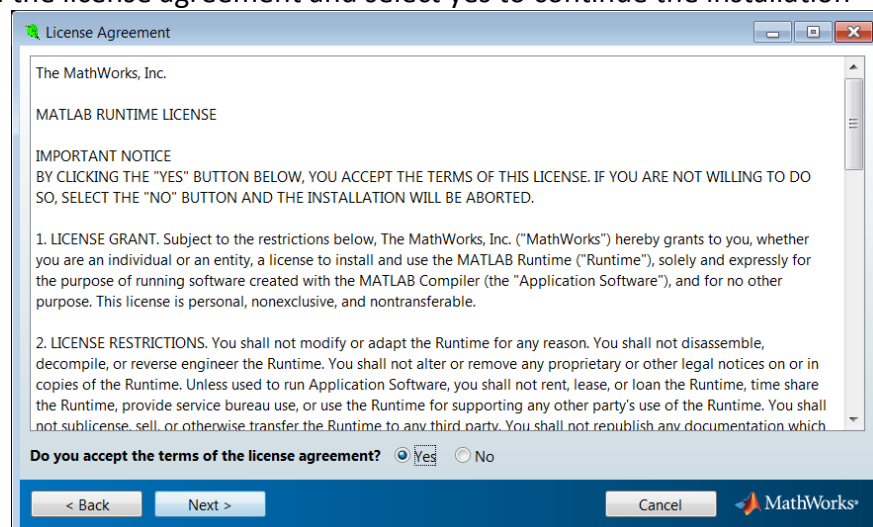 the license agreement and select yes to continue the installation
License Agreement
The MathWorks, Inc.
MATLAB RUNTIME LICENSE
IMPORTANT NOTICE
BY CLICKING THE "YES" BUTTON BELOW, YOU ACCEPT THE TERMS OF THIS LICENSE. IF YOU ARE NOT WILLING TO DO
SO, SELECT THE "NO" BUTTON AND THE INSTALLATION WILL BE ABORTED.
1. LICENSE GRANT. Subject to the restrictions below, The MathWorks, Inc. ("MathWorks") hereby grants to you, whether
you are an individual or an entity, a license to install and use the MATLAB Runtime ("Runtime"), solely and expressly for
the purpose of running software created with the MATLAB Compiler (the "Application Software"), and for no other
purpose. This license is personal, nonexclusive, and nontransferable.
2. LICENSE RESTRICTIONS. You shall not modify or adapt the Runtime for any reason. You shall not disassemble,
decompile, or reverse engineer the Runtime. You shall not alter or remove any proprietary or other legal notices on or in
copies of the Runtime. Unless used to run Application Software, you shall not rent, lease, or loan the Runtime, time share
the Runtime, provide service bureau use, or use the Runtime for supporting any other party's use of the Runtime. You shall
not sublicense, sell, or otherwise transfer the Runtime to any third party. You shall not republish any documentation which
Do you accept the terms of the license agreement? Yes No
< Back Next > Cancel MathWorks®